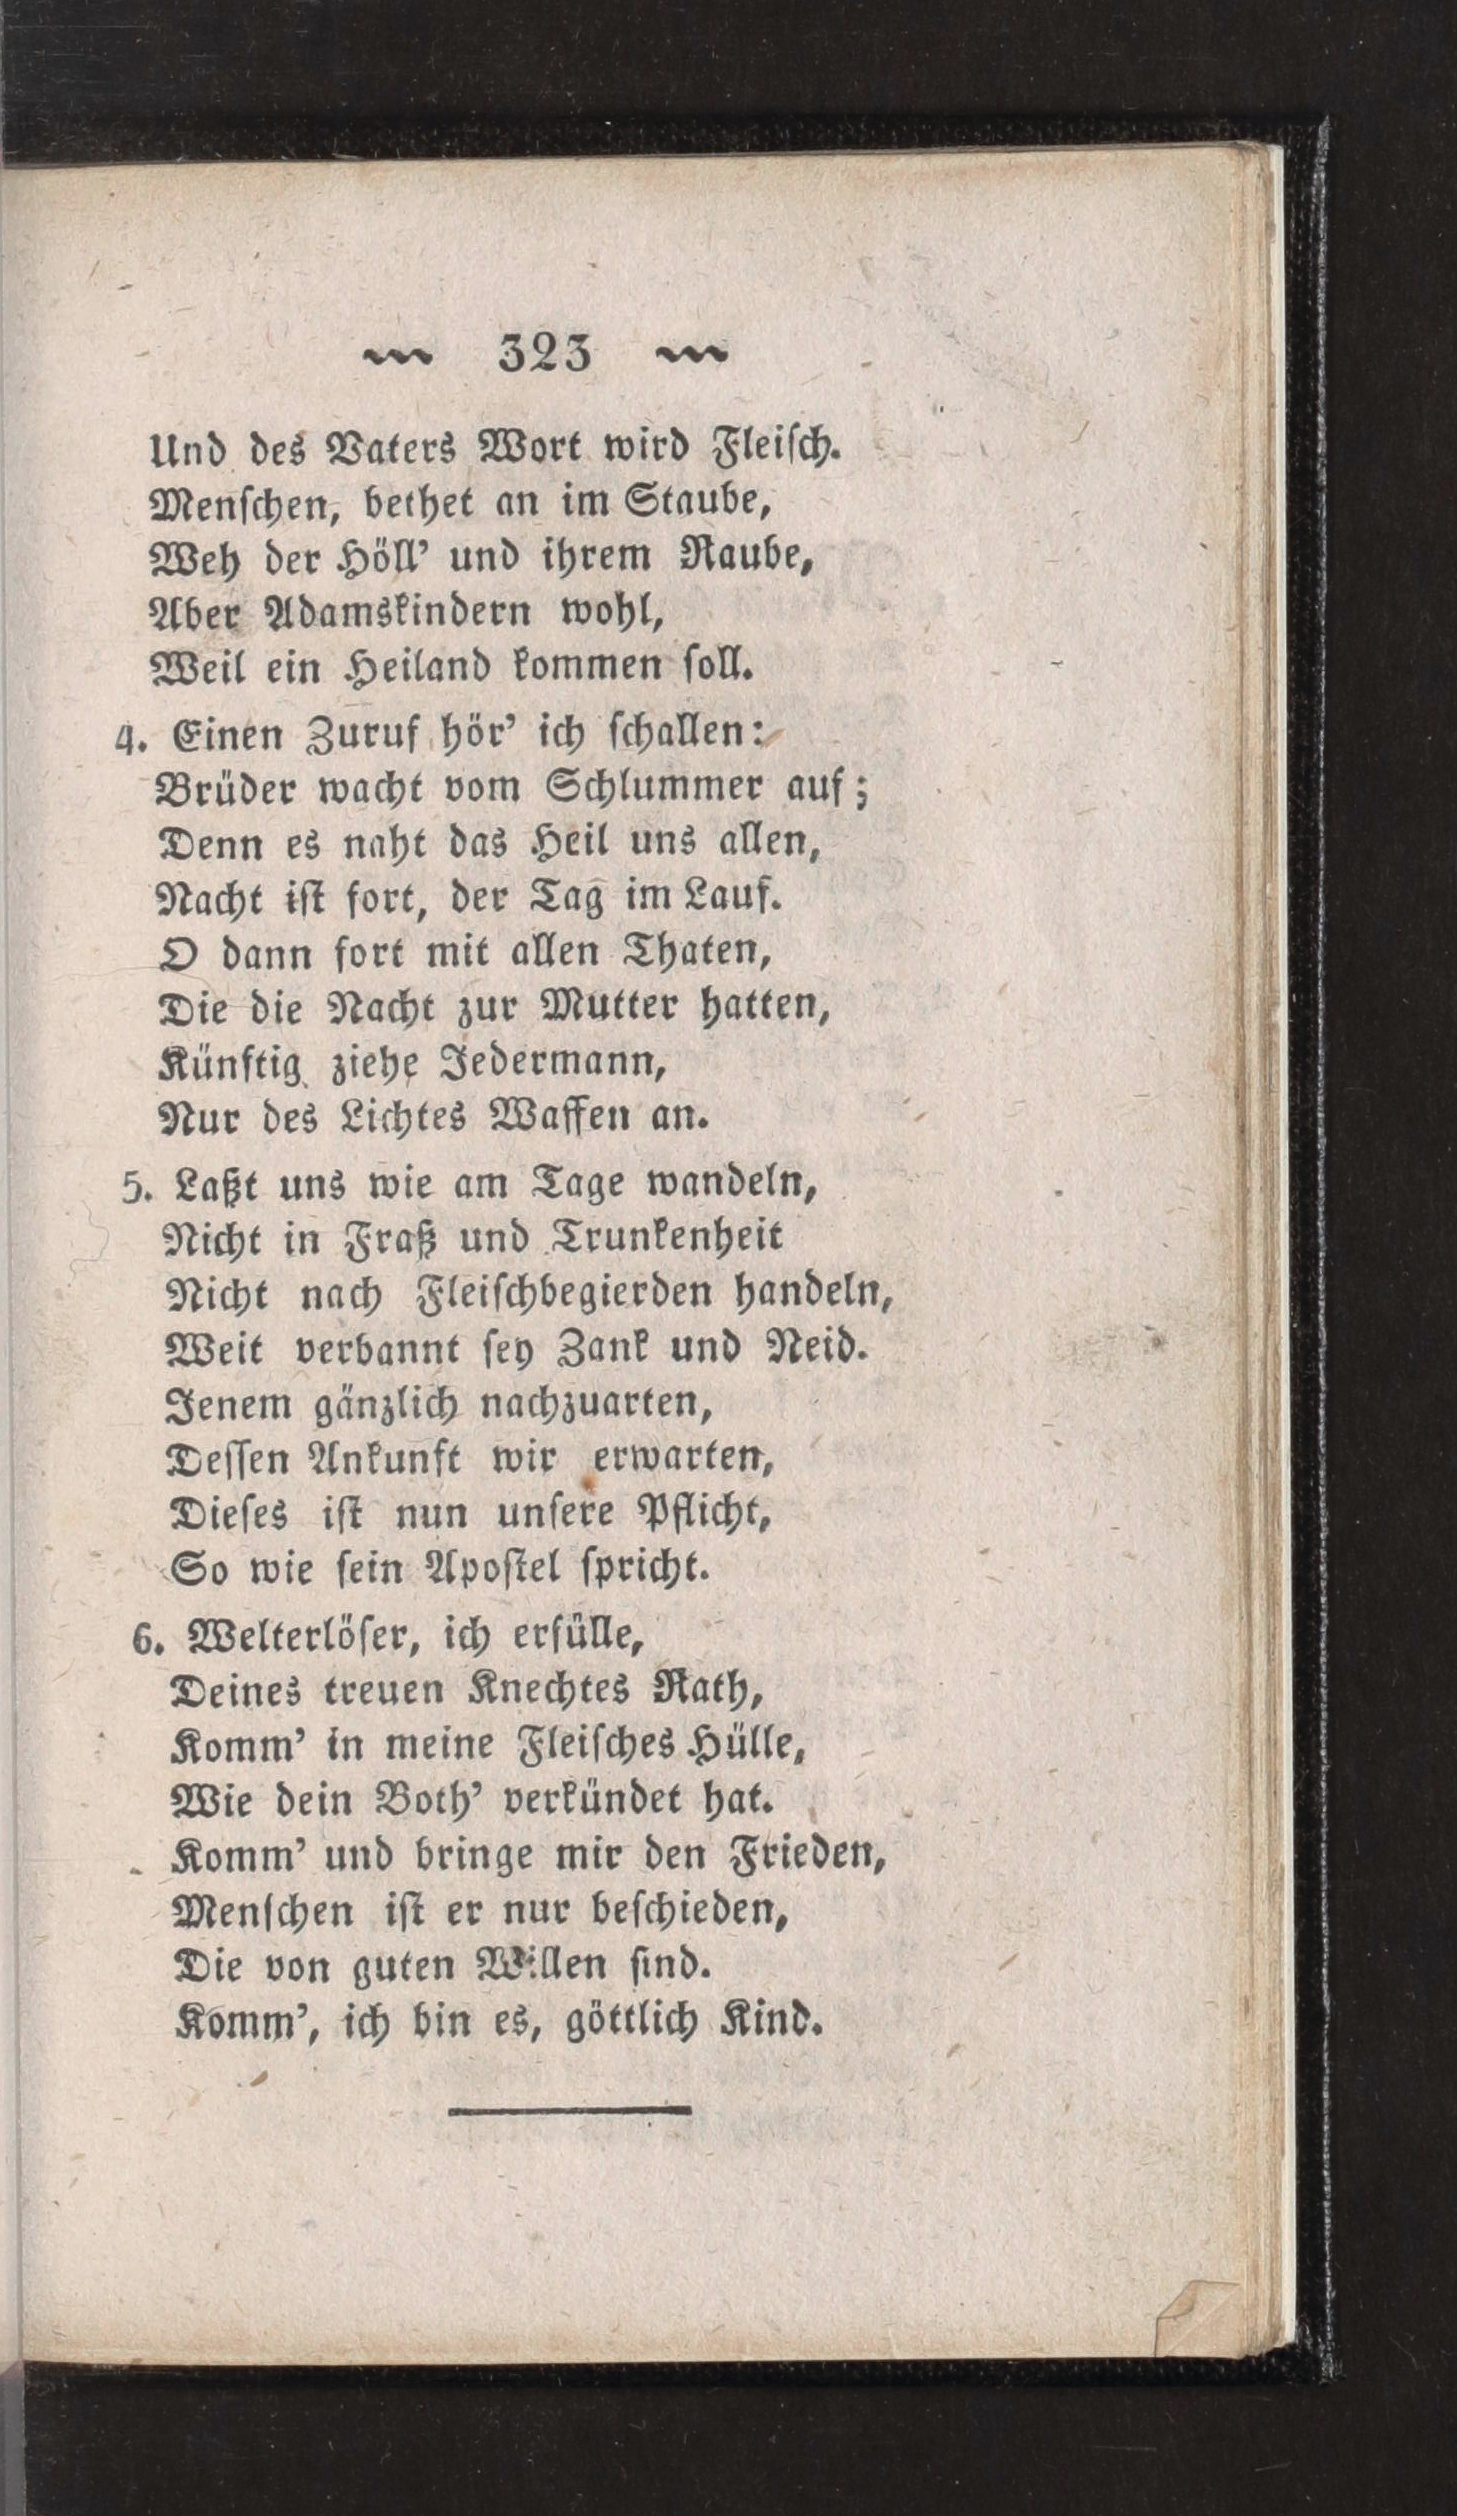 323
Und des Vaters Wort wird Fleiſch.
Menſchen, bethet an im Staube,
Weh der Höll' und ihrem Raube,
Aber Adamskindern wohl,
Weil ein Heiland kommen ſoll.
4. Einen Zuruf hör' ich ſchallen:
Brüder wacht vom Schlummer auf;
Denn es naht das Heil uns allen,
Nacht iſt fort, der Tag im Lauf.
O dann fort mit allen Thaten,
Die die Nacht zur Mutter hatten,
Künftig ziehe Jedermann,
Nur des Lichtes Waffen an.
5. Laßt uns wie am Tage wandeln,
Nicht in Fraß und Trunkenheit
Nicht nach Fleiſchbegierden handeln,
Weit verbannt ſey Zank und Neid.
Jenem gänzlich nachzuarten,
Deſſen Ankunft wir erwarten,
Dieſes iſt nun unſere Pflicht,
So wie ſein Apoſtel ſpricht.
6. Welterlöſer, ich erfülle,
Deines treuen Knechtes Rath,
Komm' in meine Fleiſches Hülle,
Wie dein Both' verkündet hat.
Komm' und bringe mir den Frieden,
Menſchen iſt er nur beſchieden,
Die von guten Willen ſind.
Komm', ich bin es, göttlich Kind.